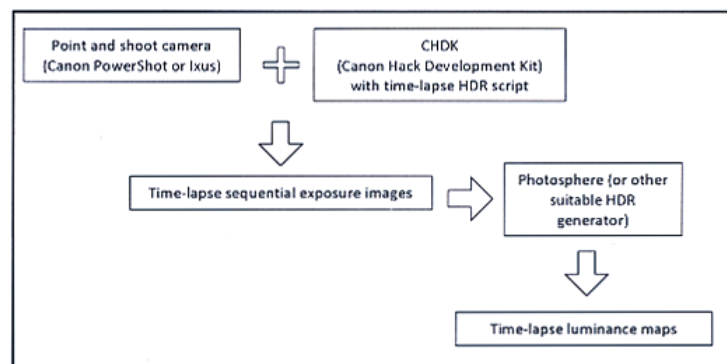 Point and shoot camera
(Canon PowerShot or Ixus)
CHDK
(Canon Hack Development Kit)
with time-lapse HDR script
Time-lapse sequential exposure images
Photosphere (or other
suitable HDR
generator)
Time-lapse luminance maps